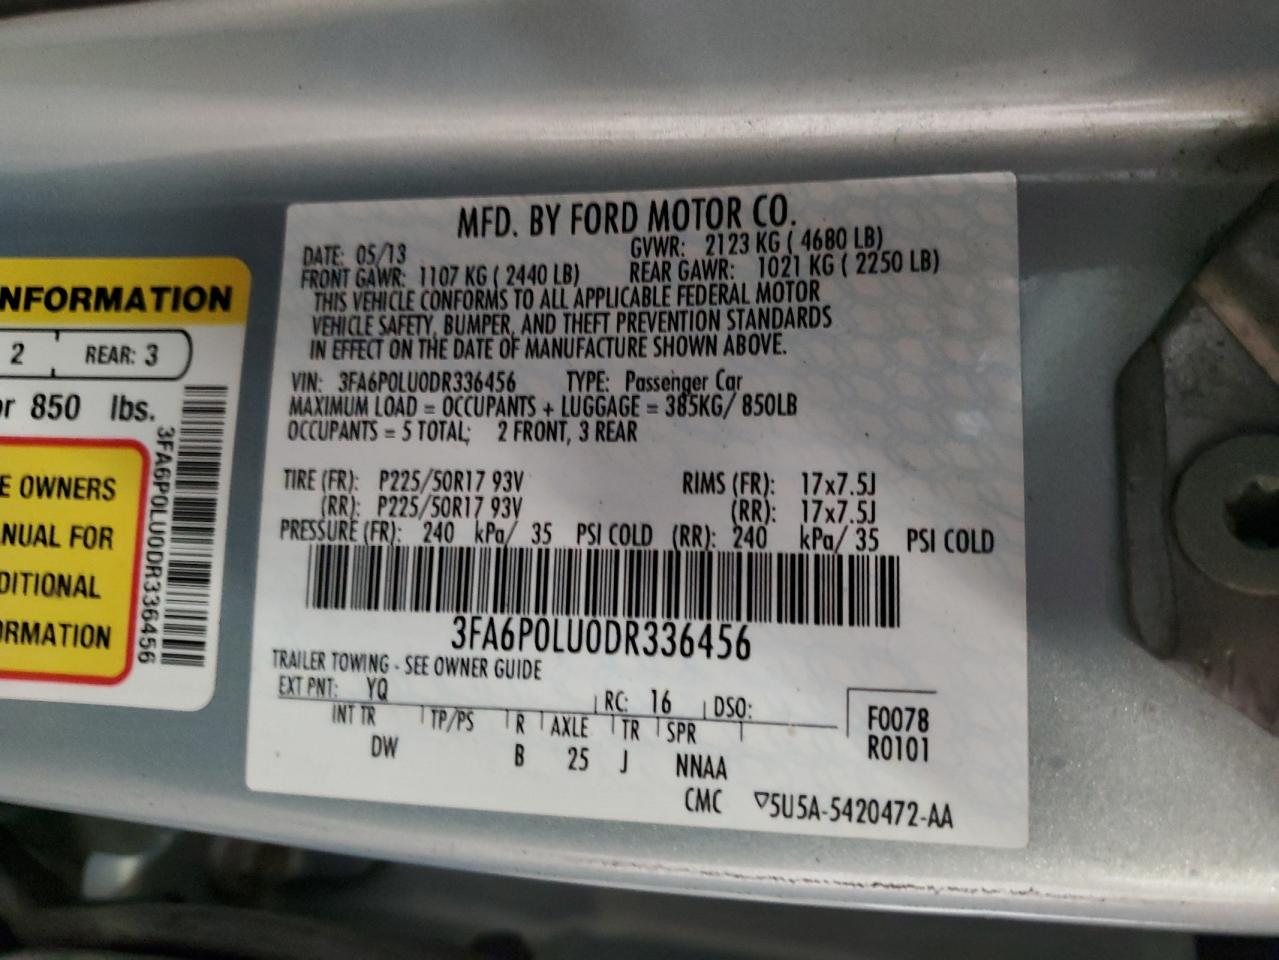 NFORMATION
2 REAR: 3
or 850 lbs.
E OWNERS
NUAL FOR
DITIONAL
ORMATION
3FA6P0LU0DR336456
MFD. BY FORD MOTOR CO.
DATE: 05/13 GVWR: 2123 KG ( 4680 LB)
FRONT GAWR: 1107 KG ( 2440 LB) REAR GAWR: 1021 KG ( 2250 LB)
THIS VEHICLE CONFORMS TO ALL APPLICABLE FEDERAL MOTOR
VEHICLE SAFETY, BUMPER, AND THEFT PREVENTION STANDARDS
IN EFFECT ON THE DATE OF MANUFACTURE SHOWN ABOVE.
VIN: 3FA6P0LU0DR336456 TYPE: Passenger Car
MAXIMUM LOAD = OCCUPANTS + LUGGAGE = 385KG/ 850LB
OCCUPANTS = 5 TOTAL; 2 FRONT, 3 REAR
TIRE (FR): P225/50R17 93V RIMS (FR): 17x7.5J
(RR): P225/50R17 93V (RR): 17x7.5J
PRESSURE (FR): 240 kPa/ 35 PSI COLD (RR): 240 kPa/ 35 PSI COLD
3FA6P0LU0DR336456
TRAILER TOWING - SEE OWNER GUIDE
EXT PNT: YQ RC: 16 DSO:
INT TR TP/PS R AXLE TR SPR
DW B 25 J NNAA
F0078
R0101
CMC ▽5U5A-5420472-AA